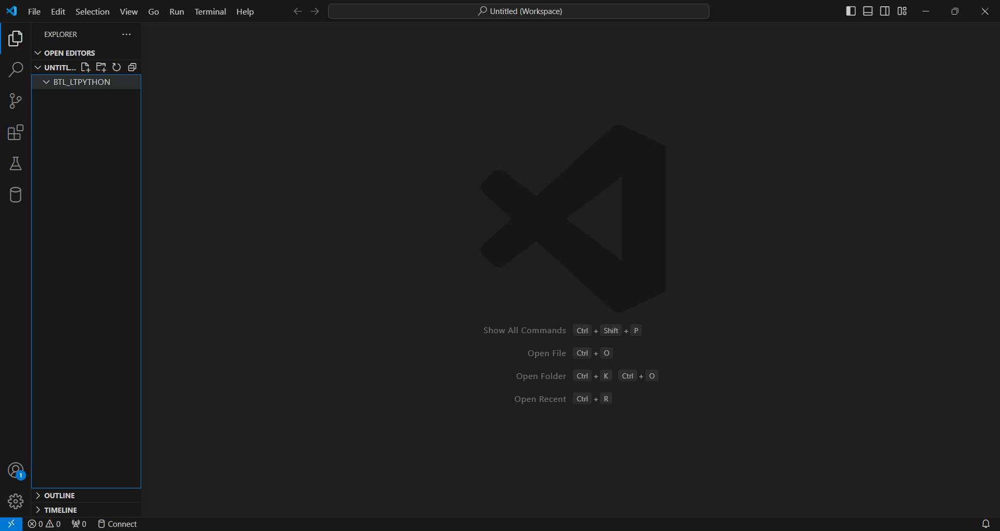 File Edit Selection View Go Run Terminal Help Untitled (Workspace)
EXPLORER
OPEN EDITORS
UNTITL...
BTL_LTPYTHON
Show All Commands Ctrl + Shift + P
Open File Ctrl + O
Open Folder Ctrl + K Ctrl + O
Open Recent Ctrl + R
1
OUTLINE
TIMELINE
0 0 0 Connect